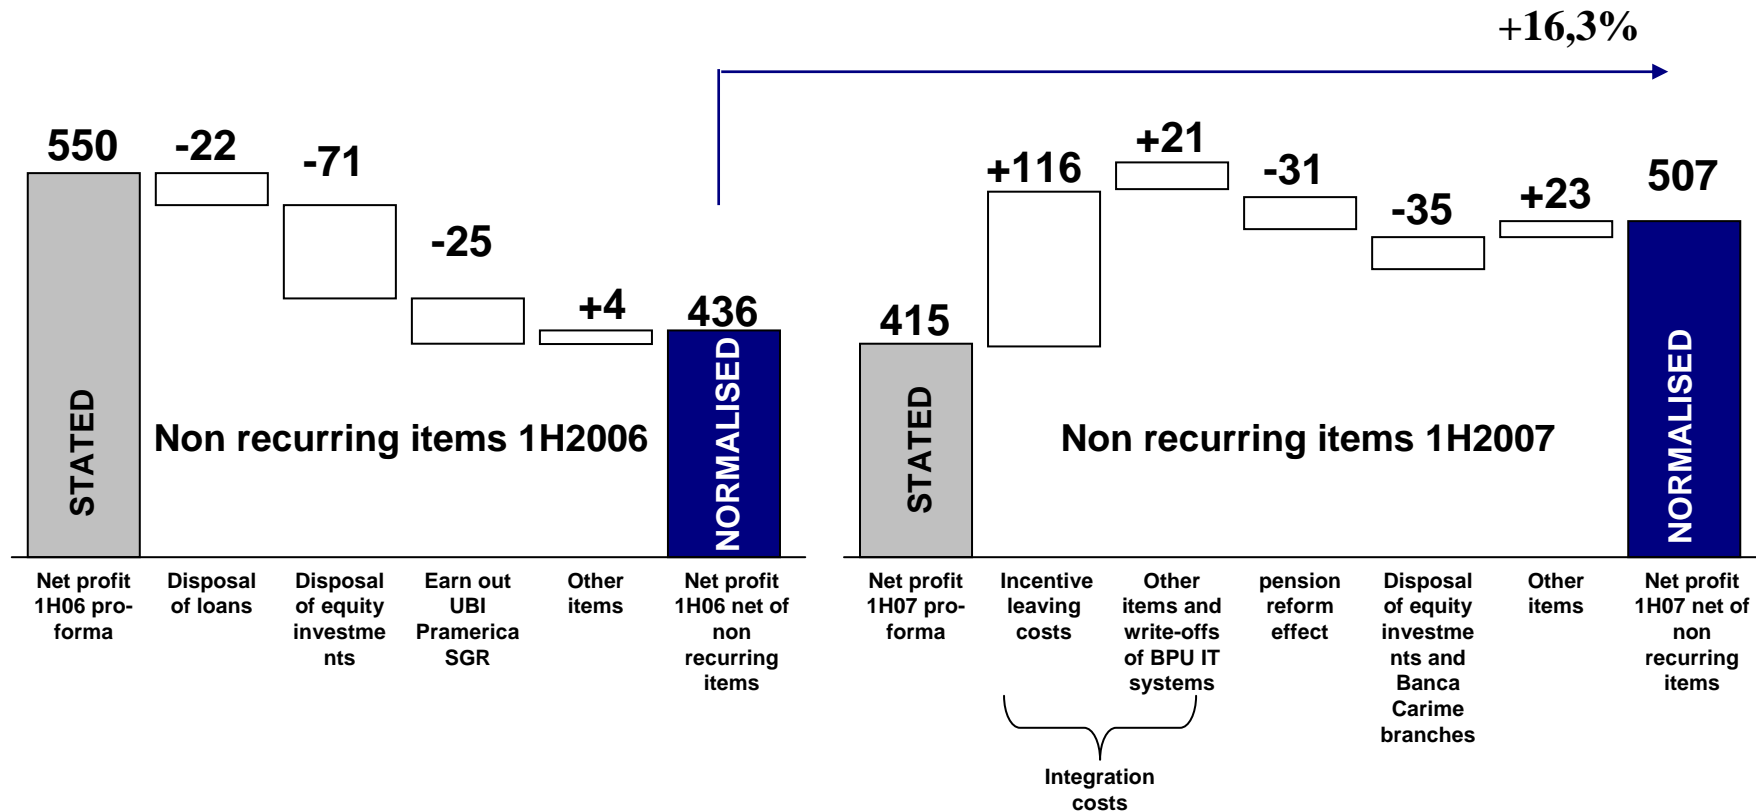 +16,3%
550
-22
-71
-25
+4
436
415
+116
+21
-31
-35
+23
507
STATED
Non recurring items 1H2006
NORMALISED
STATED
Non recurring items 1H2007
NORMALISED
Net profit
1H06 pro-
forma
Disposal
of loans
Disposal
of equity
investme
nts
Earn out
UBI
Pramerica
SGR
Other
items
Net profit
1H06 net of
non
recurring
items
Net profit
1H07 pro-
forma
Incentive
leaving
costs
Other
items and
write-offs
of BPU IT
systems
pension
reform
effect
Disposal
of equity
investme
nts and
Banca
Carime
branches
Other
items
Net profit
1H07 net of
non
recurring
items
Integration
costs